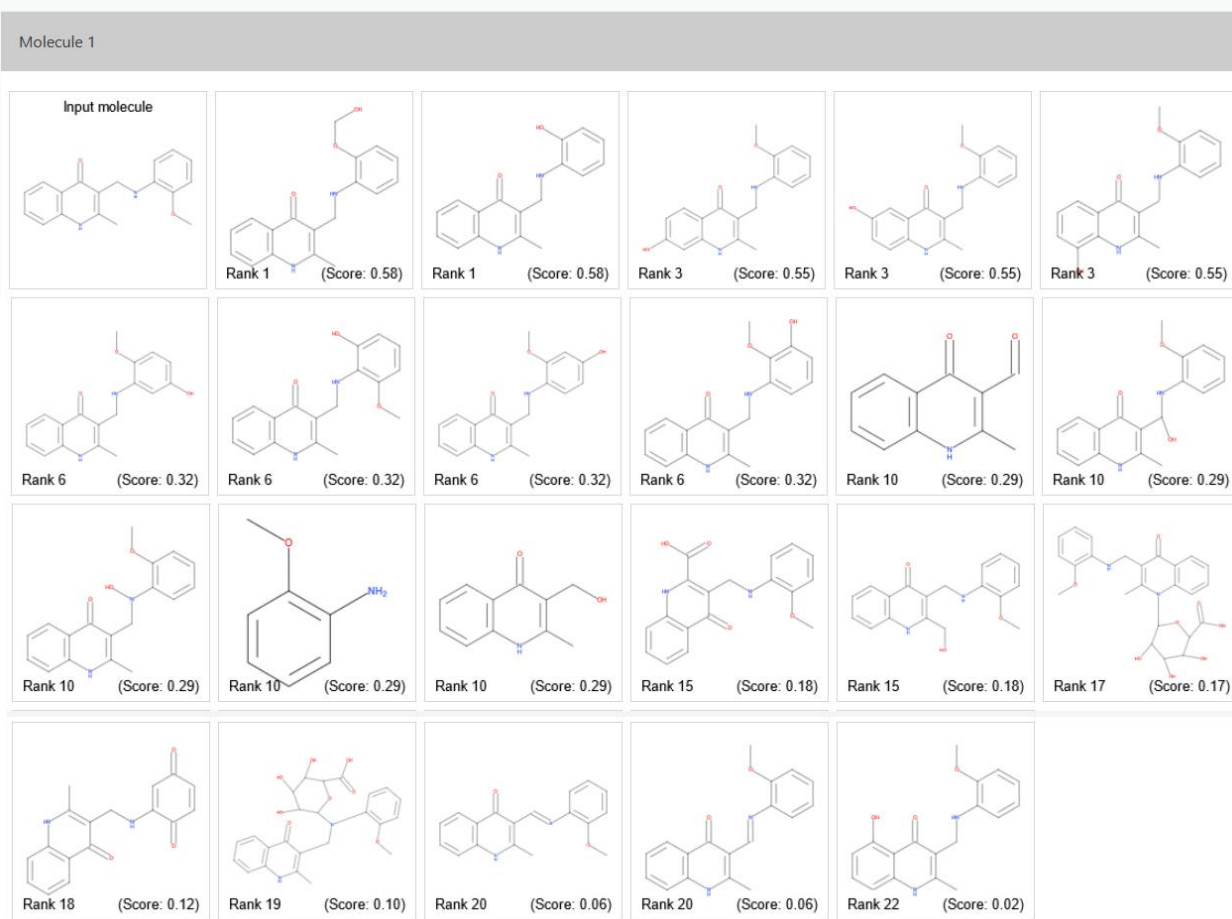 Molecule 1
Input molecule
Rank 1 (Score: 0.58)
Rank 1 (Score: 0.58)
Rank 3 (Score: 0.55)
Rank 3 (Score: 0.55)
Rank 3 (Score: 0.55)
Rank 6 (Score: 0.32)
Rank 6 (Score: 0.32)
Rank 6 (Score: 0.32)
Rank 6 (Score: 0.32)
Rank 10 (Score: 0.29)
Rank 10 (Score: 0.29)
Rank 10 (Score: 0.29)
Rank 10 (Score: 0.29)
Rank 10 (Score: 0.29)
Rank 15 (Score: 0.18)
Rank 15 (Score: 0.18)
Rank 17 (Score: 0.17)
Rank 18 (Score: 0.12)
Rank 19 (Score: 0.10)
Rank 20 (Score: 0.06)
Rank 20 (Score: 0.06)
Rank 22 (Score: 0.02)